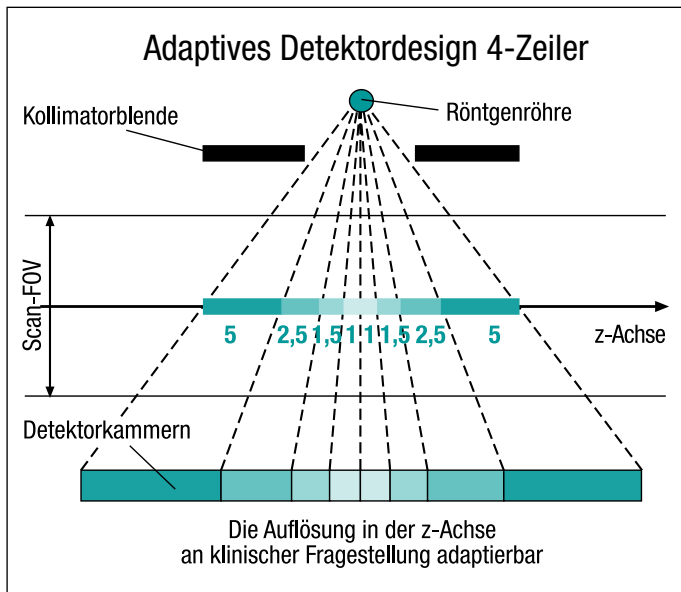 Adaptives Detektordesign 4-Zeiler
Kollimatorblende
Röntgenröhre
Scan-FOV
5 2,5 1,5 1 1 1,5 2,5 5
z-Achse
Detektorkammern
Die Auflösung in der z-Achse
an klinischer Fragestellung adaptierbar